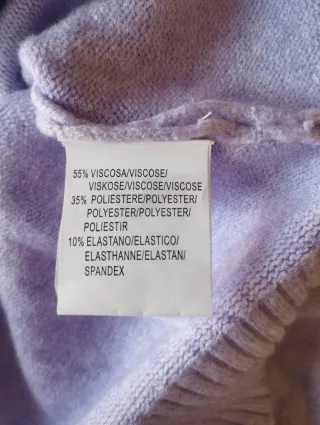 55% VISCOSA/VISCOSE/
VISKOSE/VISCOSE/VISCOSE
35% POLIESTERE/POLYESTER/
POLYESTER/POLYESTER/
POLIESTIR
10% ELASTANO/ELASTICO/
ELASTHANNE/ELASTAN/
SPANDEX